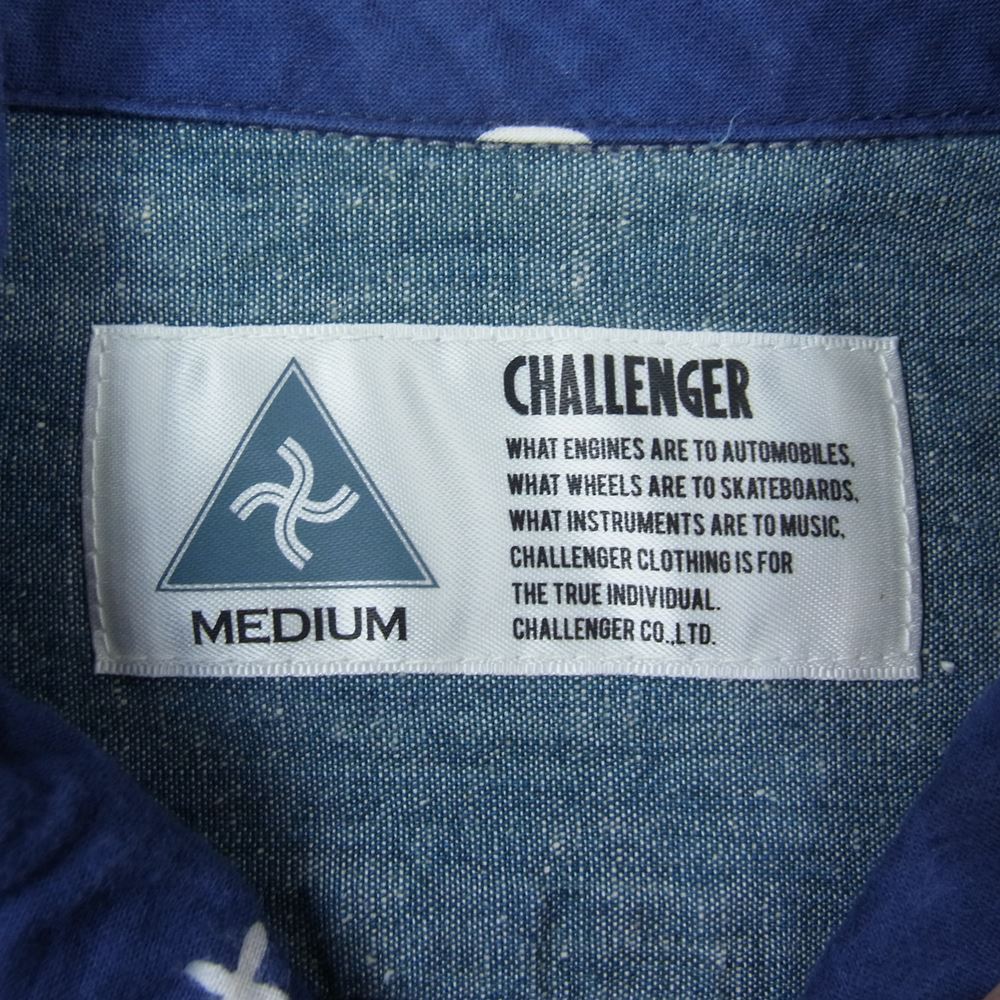 MEDIUM
CHALLENGER
WHAT ENGINES ARE TO AUTOMOBILES,
WHAT WHEELS ARE TO SKATEBOARDS,
WHAT INSTRUMENTS ARE TO MUSIC,
CHALLENGER CLOTHING IS FOR
THE TRUE INDIVIDUAL.
CHALLENGER CO.,LTD.